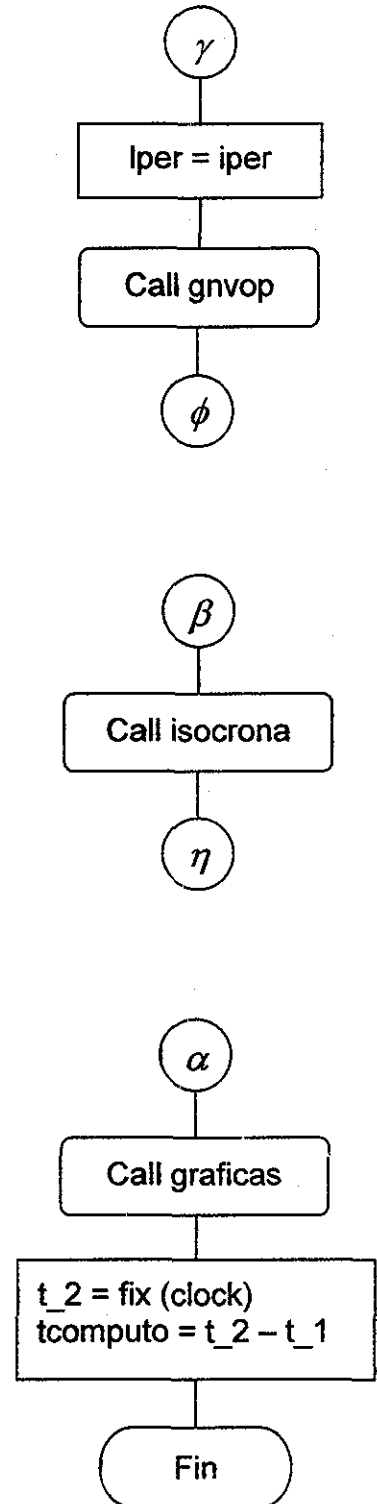 γ
Iper = iper
Call gnvop
ϕ
β
Call isocrona
η
α
Call graficas
t_2 = fix (clock)
tcomputo = t_2 – t_1
Fin